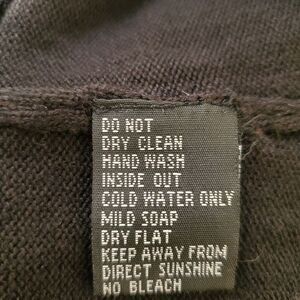 DO NOT
DRY CLEAN
HAND WASH
INSIDE OUT
COLD WATER ONLY
MILD SOAP
DRY FLAT
KEEP AWAY FROM
DIRECT SUNSHINE
NO BLEACH